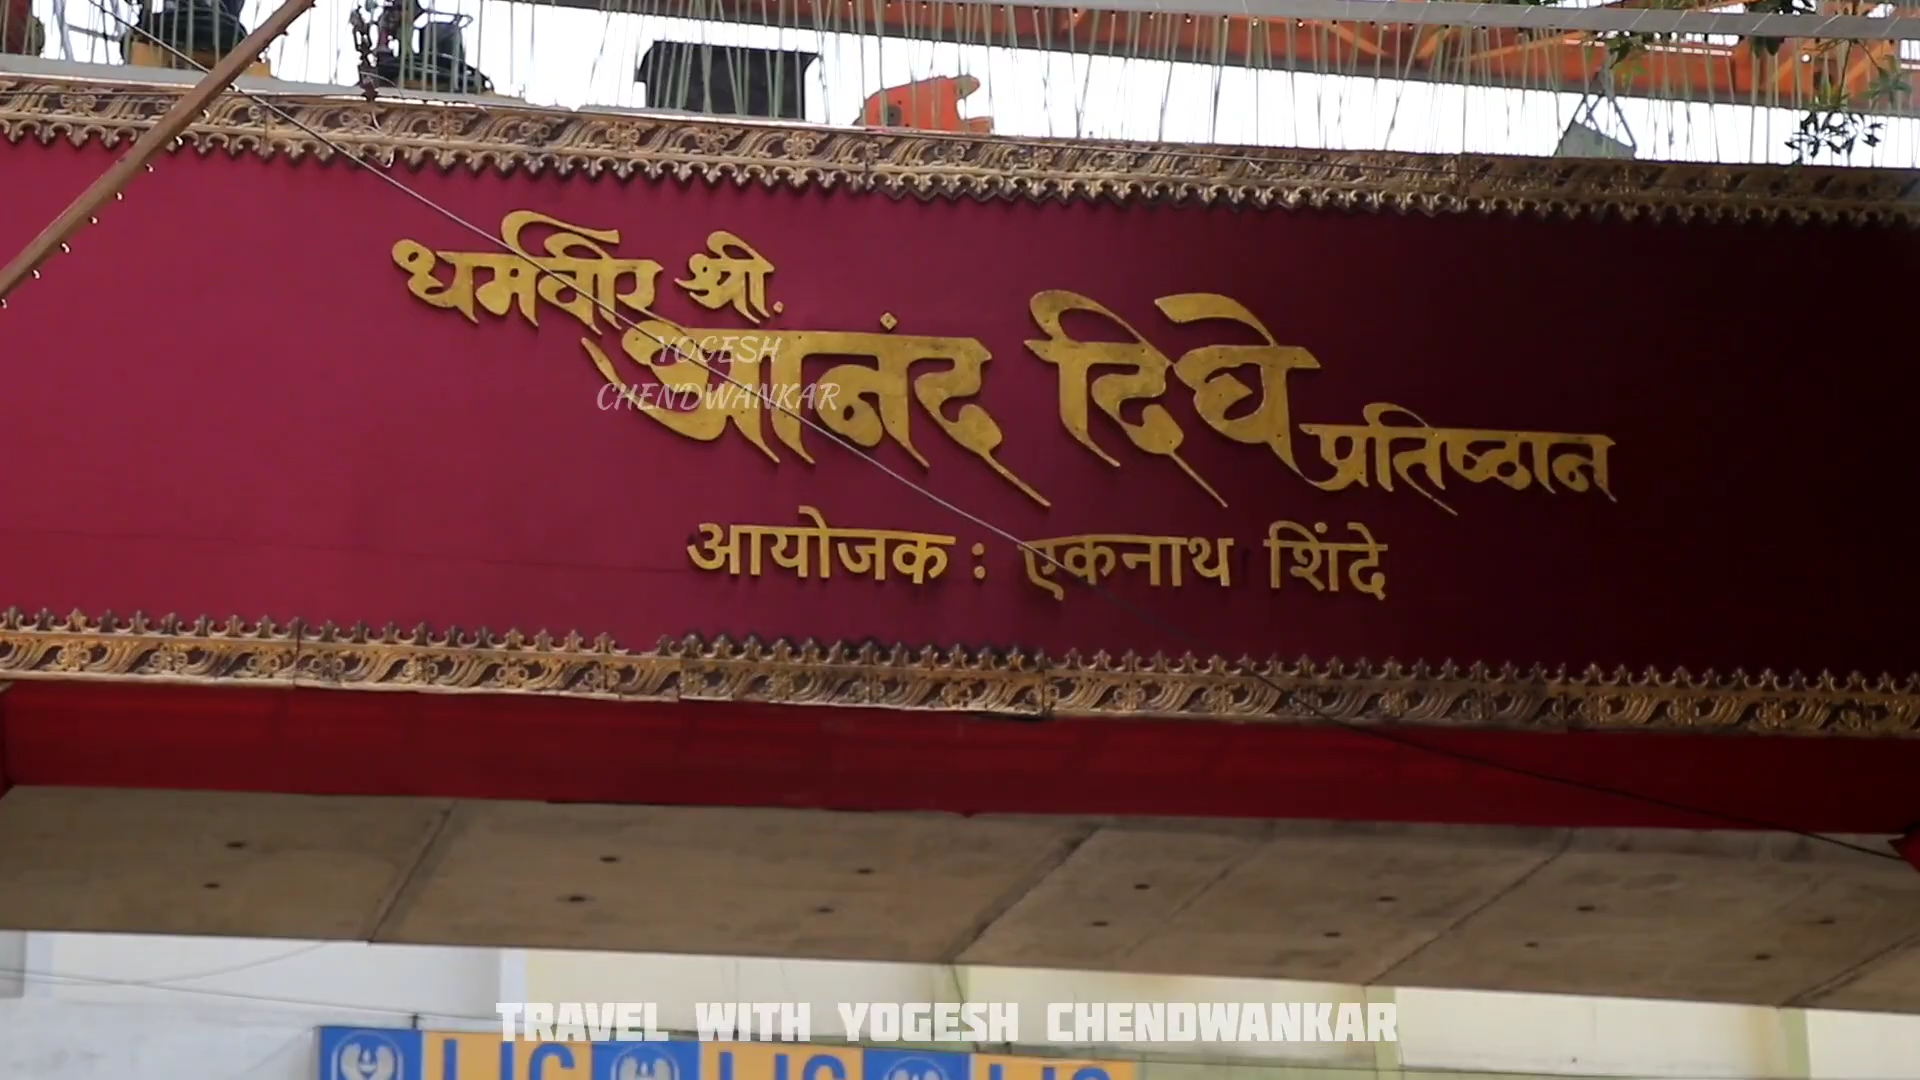 धर्मवीर श्री.
आनंद दिघे प्रतिष्ठान
आयोजक : एकनाथ शिंदे
YOGESH
CHENDWANKAR
TRAVEL WITH YOGESH CHENDWANKAR
LIC LIC LIC